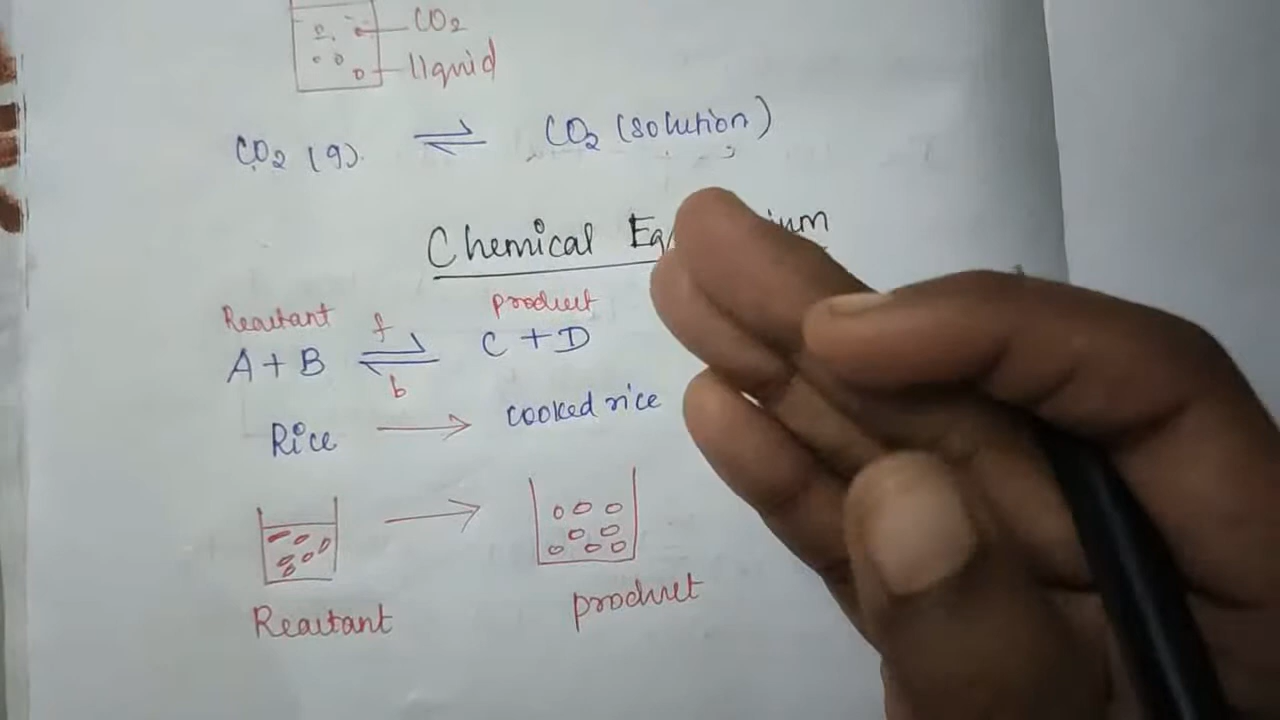 CO₂
liquid
CO₂ (g) ⇌ CO₂ (solution)
Chemical
Reactant f product
A + B ⇌ C + D
b
Rice → cooked rice
→
Reactant product